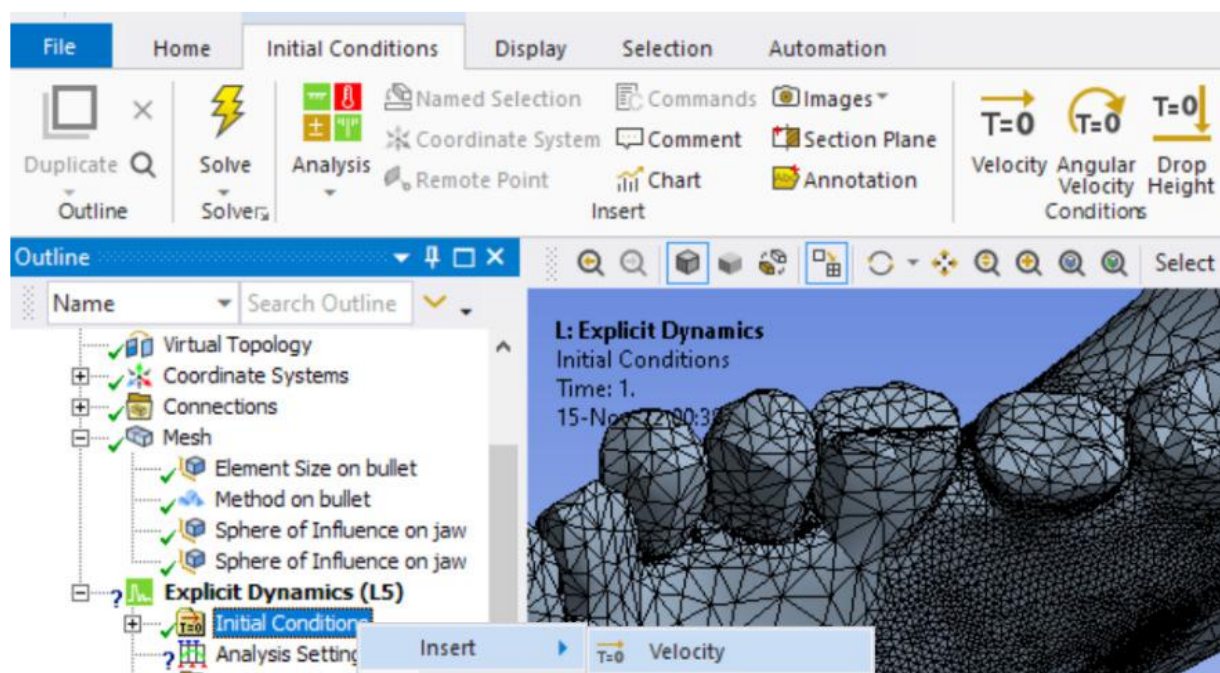 File Home Initial Conditions Display Selection Automation
Named Selection Commands Images
T=0 T=0 T=0
Coordinate System Comment Section Plane
Duplicate Solve Analysis Velocity Angular Drop
Remote Point Chart Annotation
Velocity Height
Outline Solver Insert Conditions
Outline Select
Name Search Outline
L: Explicit Dynamics
Virtual Topology
Initial Conditions
Coordinate Systems
Time: 1.
Connections
Mesh
Element Size on bullet
Method on bullet
Sphere of Influence on jaw
Sphere of Influence on jaw
Explicit Dynamics (L5)
T=0 Initial Conditions
Insert T=0 Velocity
Analysis Setting